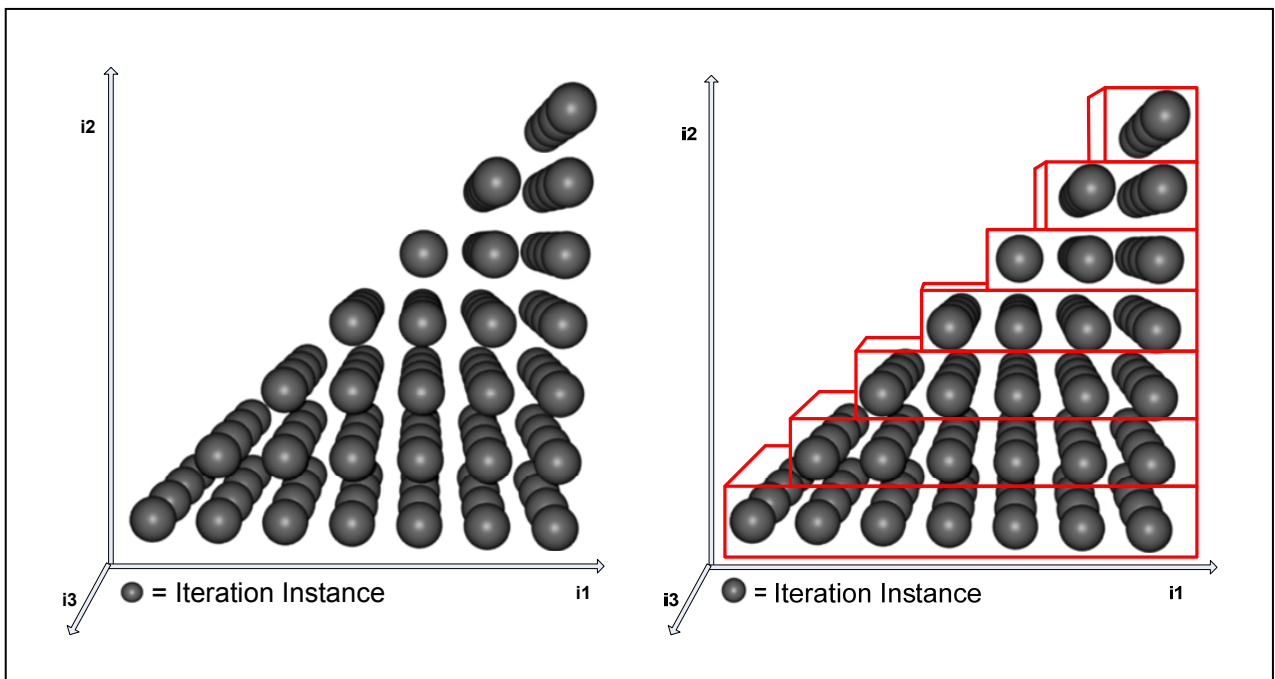 i2
i3
= Iteration Instance
i1
i2
i3
= Iteration Instance
i1